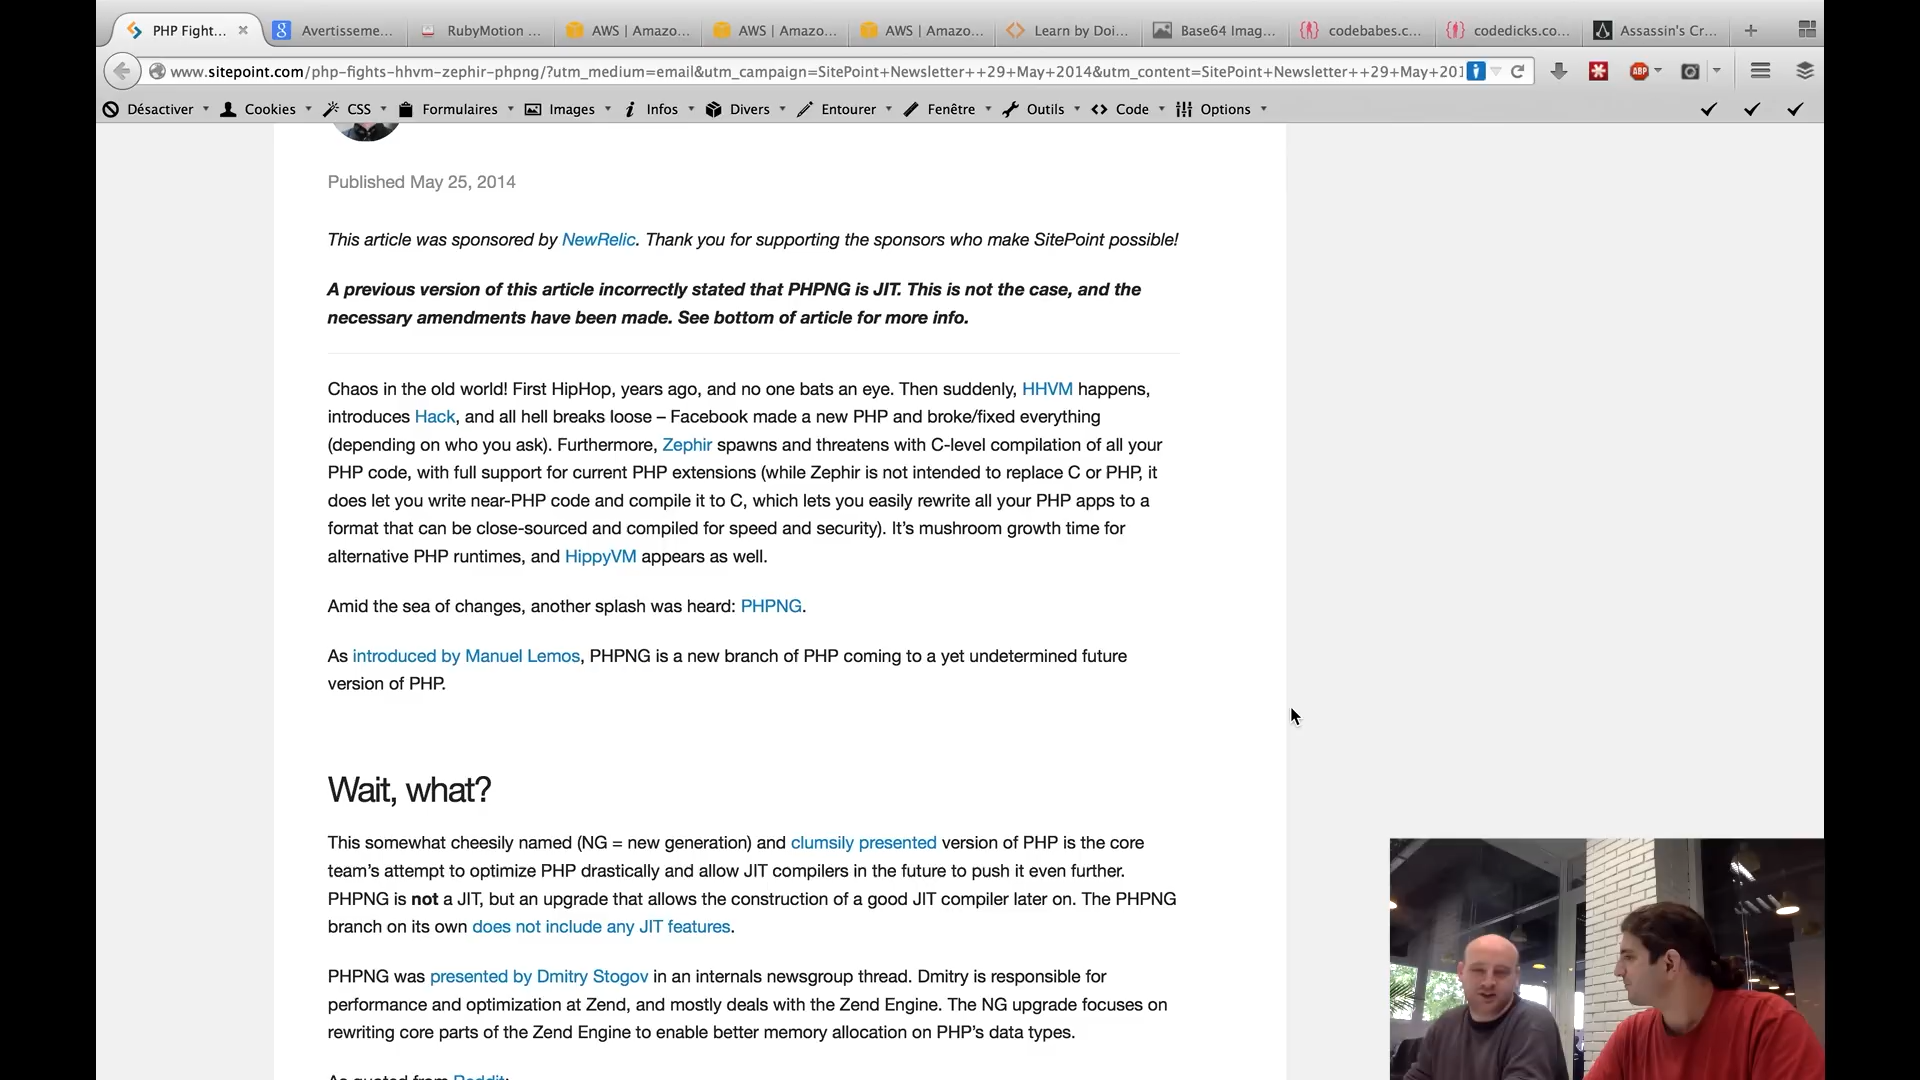 PHP Fight... Avertisseme... RubyMotion ... AWS | Amazo... AWS | Amazo... AWS | Amazo... Learn by Doi... Base64 Imag... codebabes.c... codedicks.co... Assassin's Cr...
www.sitepoint.com/php-fights-hhvm-zephir-phpng/?utm_medium=email&utm_campaign=SitePoint+Newsletter++29+May+2014&utm_content=SitePoint+Newsletter++29+May+201 ABP
Désactiver Cookies CSS Formulaires Images Infos Divers Entourer Fenêtre Outils Code Options
Published May 25, 2014
This article was sponsored by NewRelic. Thank you for supporting the sponsors who make SitePoint possible!
A previous version of this article incorrectly stated that PHPNG is JIT. This is not the case, and the
necessary amendments have been made. See bottom of article for more info.
Chaos in the old world! First HipHop, years ago, and no one bats an eye. Then suddenly, HHVM happens,
introduces Hack, and all hell breaks loose – Facebook made a new PHP and broke/fixed everything
(depending on who you ask). Furthermore, Zephir spawns and threatens with C-level compilation of all your
PHP code, with full support for current PHP extensions (while Zephir is not intended to replace C or PHP, it
does let you write near-PHP code and compile it to C, which lets you easily rewrite all your PHP apps to a
format that can be close-sourced and compiled for speed and security). It's mushroom growth time for
alternative PHP runtimes, and HippyVM appears as well.
Amid the sea of changes, another splash was heard: PHPNG.
As introduced by Manuel Lemos, PHPNG is a new branch of PHP coming to a yet undetermined future
version of PHP.
Wait, what?
This somewhat cheesily named (NG = new generation) and clumsily presented version of PHP is the core
team's attempt to optimize PHP drastically and allow JIT compilers in the future to push it even further.
PHPNG is not a JIT, but an upgrade that allows the construction of a good JIT compiler later on. The PHPNG
branch on its own does not include any JIT features.
PHPNG was presented by Dmitry Stogov in an internals newsgroup thread. Dmitry is responsible for
performance and optimization at Zend, and mostly deals with the Zend Engine. The NG upgrade focuses on
rewriting core parts of the Zend Engine to enable better memory allocation on PHP's data types.
As quoted from Reddit: